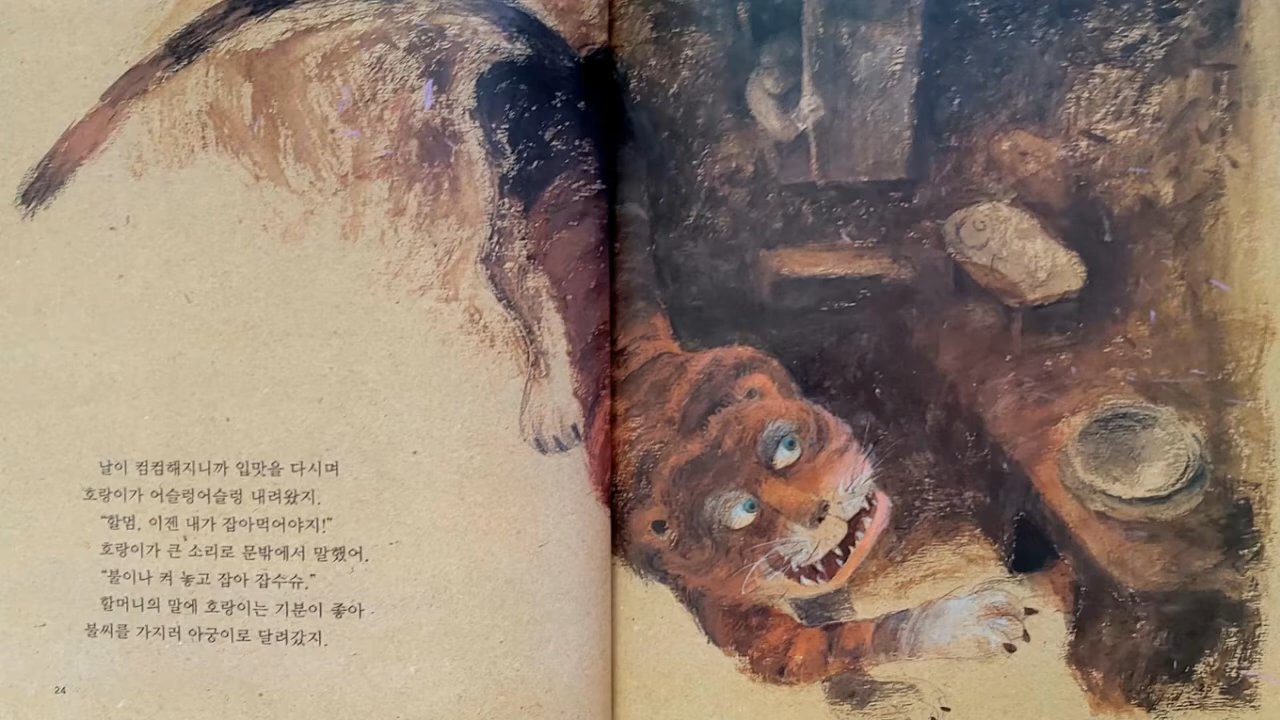 날이 컴컴해지니까 입맛을 다시며
호랑이가 어슬렁어슬렁 내려왔지.
“할멈, 이젠 내가 잡아먹어야지!”
호랑이가 큰 소리로 문밖에서 말했어.
“불이나 켜 놓고 잡아 잡수슈.”
할머니의 말에 호랑이는 기분이 좋아
불씨를 가지러 아궁이로 달려갔지.
24